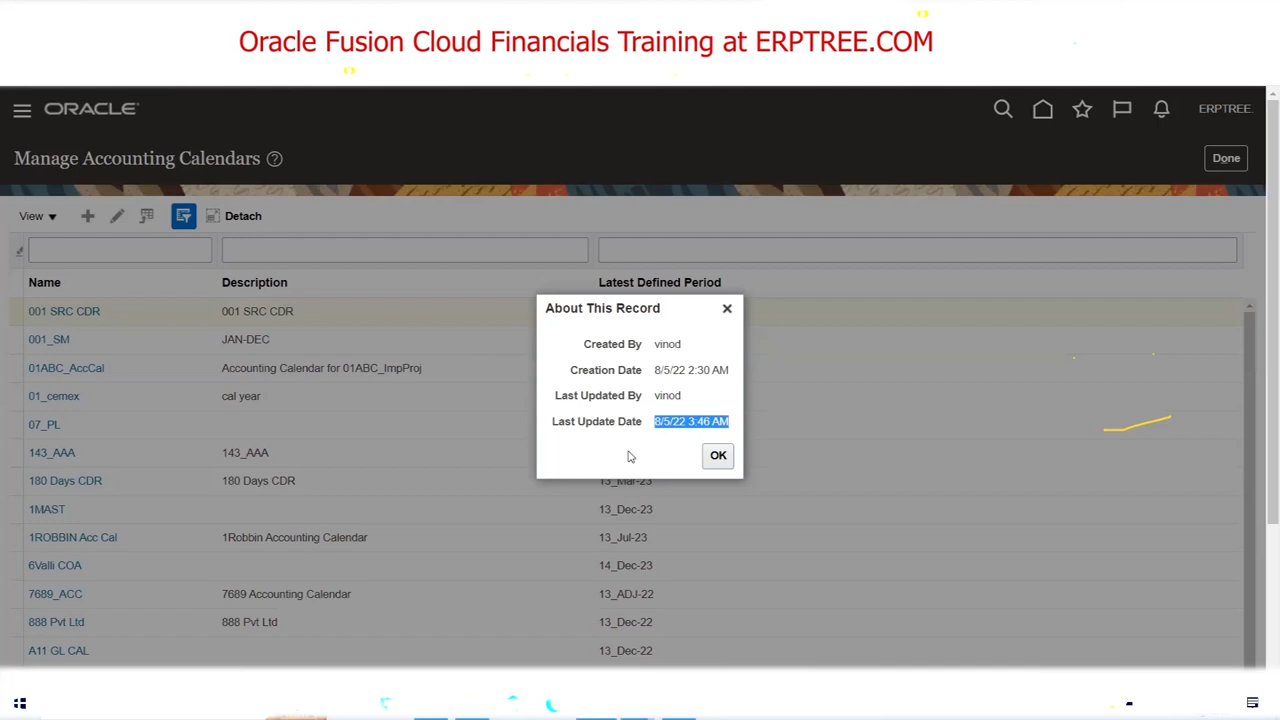 Oracle Fusion Cloud Financials Training at ERPTREE.COM
ORACLE
ERPTREE.
Manage Accounting Calendars ?
Done
View
Detach
Name Description Latest Defined Period
001 SRC CDR 001 SRC CDR
001_SM JAN-DEC
01ABC_AccCal Accounting Calendar for 01ABC_ImpProj
01_cemex cal year
07_PL
143_AAA 143_AAA
180 Days CDR 180 Days CDR 13_Mar-23
1MAST 13_Dec-23
1ROBBIN Acc Cal 1Robbin Accounting Calendar 13_Jul-23
6Valli COA 14_Dec-23
7689_ACC 7689 Accounting Calendar 13_ADJ-22
888 Pvt Ltd 888 Pvt Ltd 13_Dec-22
A11 GL CAL 13_Dec-22
About This Record
Created By vinod
Creation Date 8/5/22 2:30 AM
Last Updated By vinod
Last Update Date 8/5/22 3:46 AM
OK